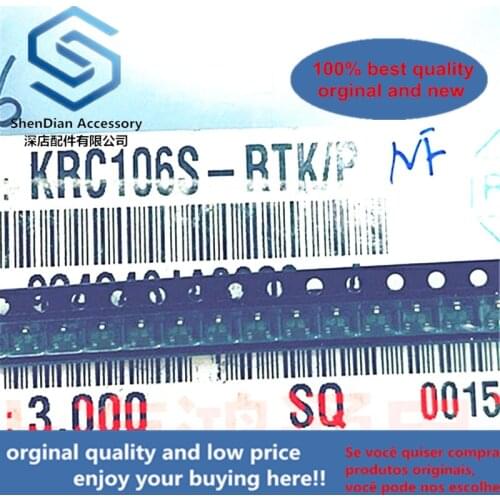 100% best quality
orginal and new
ShenDian Accessory
深店配件有限公司
: KRC106S-RTK/P
NF
: 3,000 SQ 0015
orginal quality and low price
enjoy your buying here!!
Se você quiser compra
produtos originais,
você pode nos escolhe